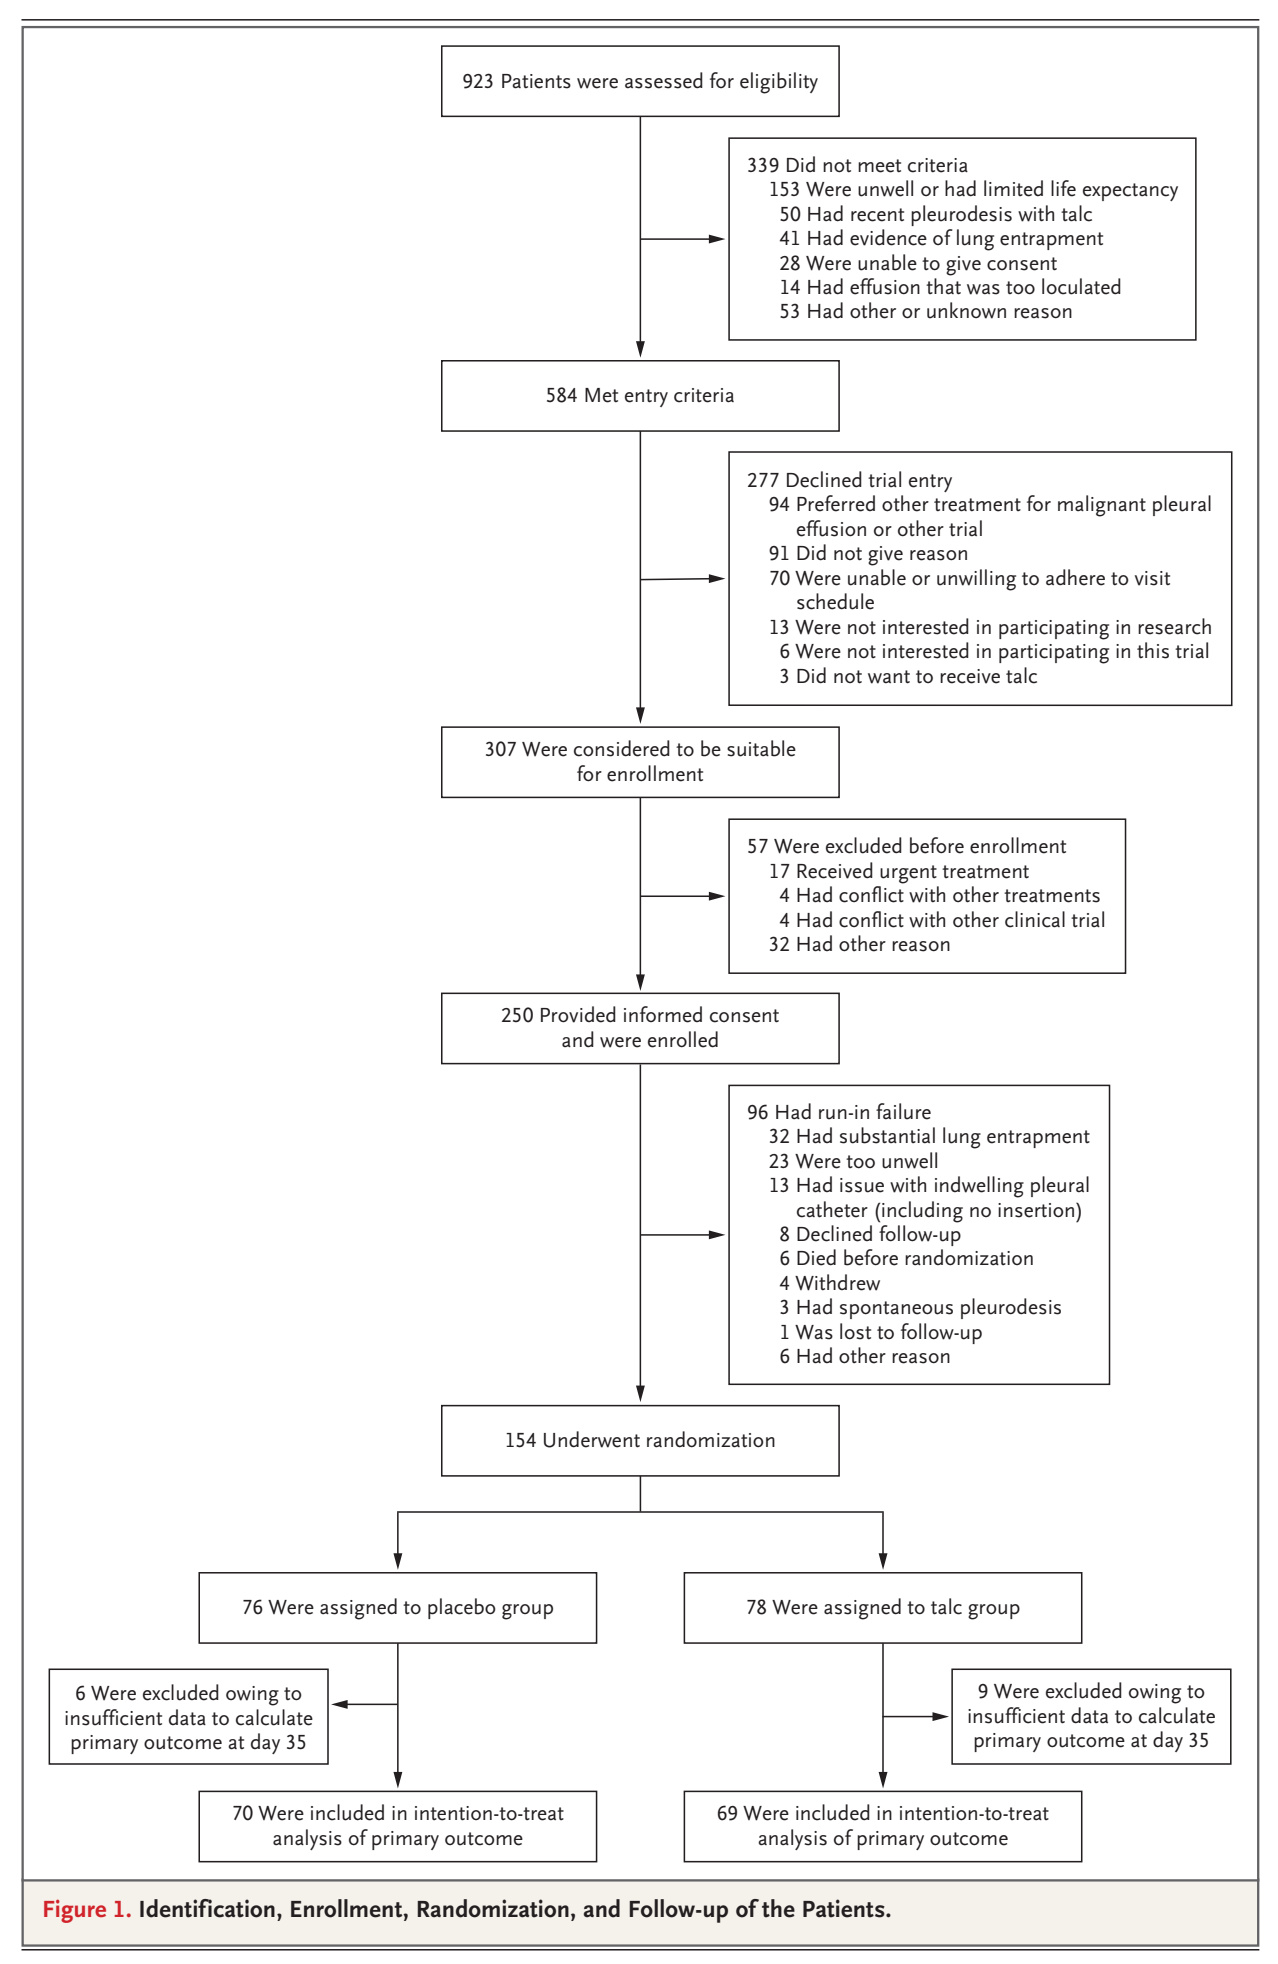 923 Patients were assessed for eligibility
339 Did not meet criteria
153 Were unwell or had limited life expectancy
50 Had recent pleurodesis with talc
41 Had evidence of lung entrapment
28 Were unable to give consent
14 Had effusion that was too loculated
53 Had other or unknown reason
584 Met entry criteria
277 Declined trial entry
94 Preferred other treatment for malignant pleural
effusion or other trial
91 Did not give reason
70 Were unable or unwilling to adhere to visit
schedule
13 Were not interested in participating in research
6 Were not interested in participating in this trial
3 Did not want to receive talc
307 Were considered to be suitable
for enrollment
57 Were excluded before enrollment
17 Received urgent treatment
4 Had conflict with other treatments
4 Had conflict with other clinical trial
32 Had other reason
250 Provided informed consent
and were enrolled
96 Had run-in failure
32 Had substantial lung entrapment
23 Were too unwell
13 Had issue with indwelling pleural
catheter (including no insertion)
8 Declined follow-up
6 Died before randomization
4 Withdrew
3 Had spontaneous pleurodesis
1 Was lost to follow-up
6 Had other reason
154 Underwent randomization
76 Were assigned to placebo group
78 Were assigned to talc group
6 Were excluded owing to
insufficient data to calculate
primary outcome at day 35
9 Were excluded owing to
insufficient data to calculate
primary outcome at day 35
70 Were included in intention-to-treat
analysis of primary outcome
69 Were included in intention-to-treat
analysis of primary outcome
Figure 1. Identification, Enrollment, Randomization, and Follow-up of the Patients.